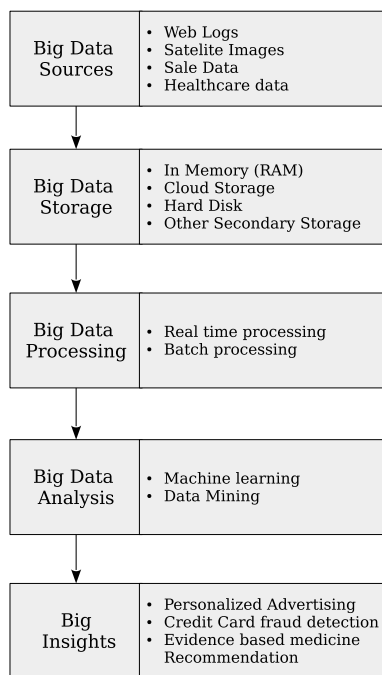 Big Data
Sources
• Web Logs
• Satelite Images
• Sale Data
• Healthcare data
Big Data
Storage
• In Memory (RAM)
• Cloud Storage
• Hard Disk
• Other Secondary Storage
Big Data
Processing
• Real time processing
• Batch processing
Big Data
Analysis
• Machine learning
• Data Mining
Big
Insights
• Personalized Advertising
• Credit Card fraud detection
• Evidence based medicine
Recommendation